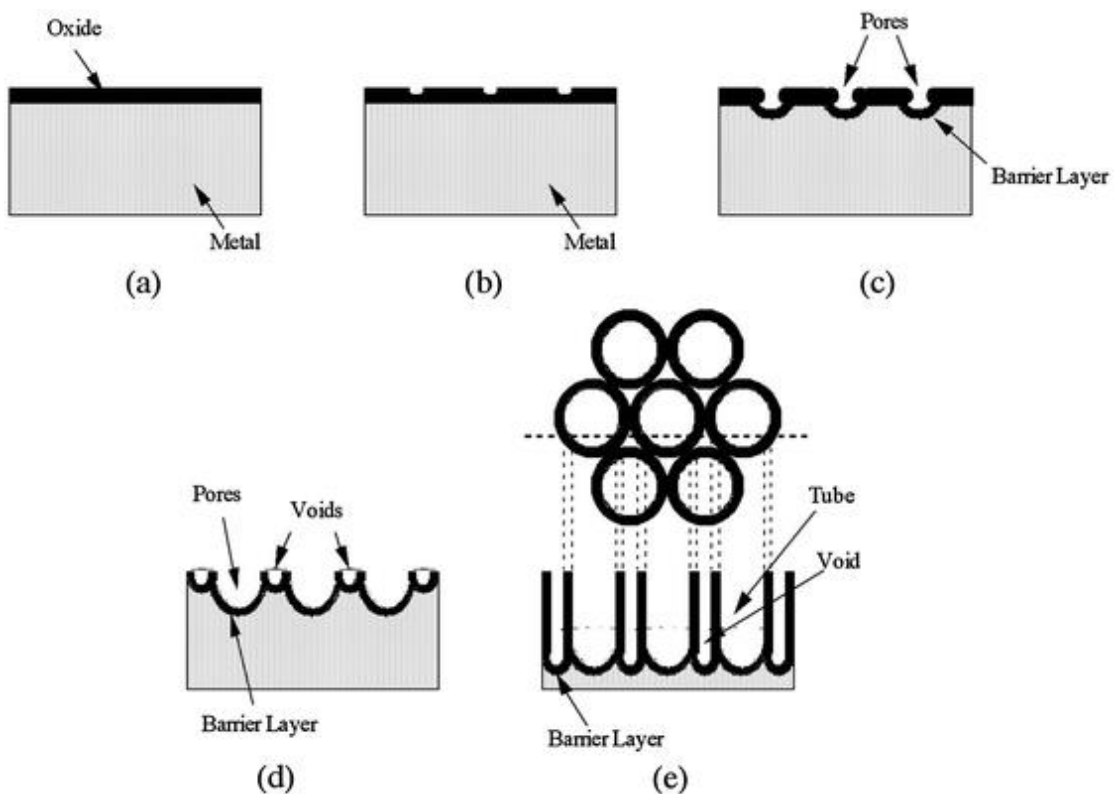 Oxide
Metal
(a)
Metal
(b)
Pores
Barrier Layer
(c)
Pores
Voids
Barrier Layer
(d)
Tube
Void
Barrier Layer
(e)